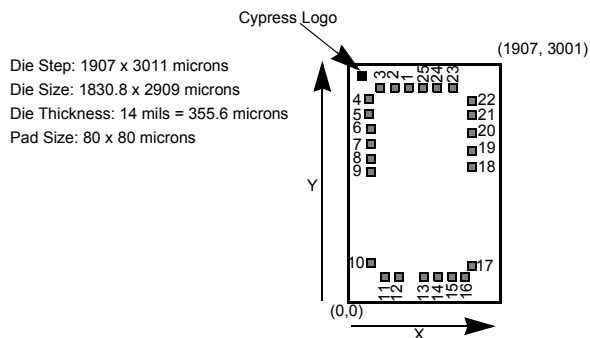 Cypress Logo
(1907, 3001)
Die Step: 1907 x 3011 microns
Die Size: 1830.8 x 2909 microns
Die Thickness: 14 mils = 355.6 microns
Pad Size: 80 x 80 microns
3 2 1 25 24 23
4 22
5 21
6 20
7 19
8 18
9
Y
10 17
11 12 13 14 15 16
(0,0)
X